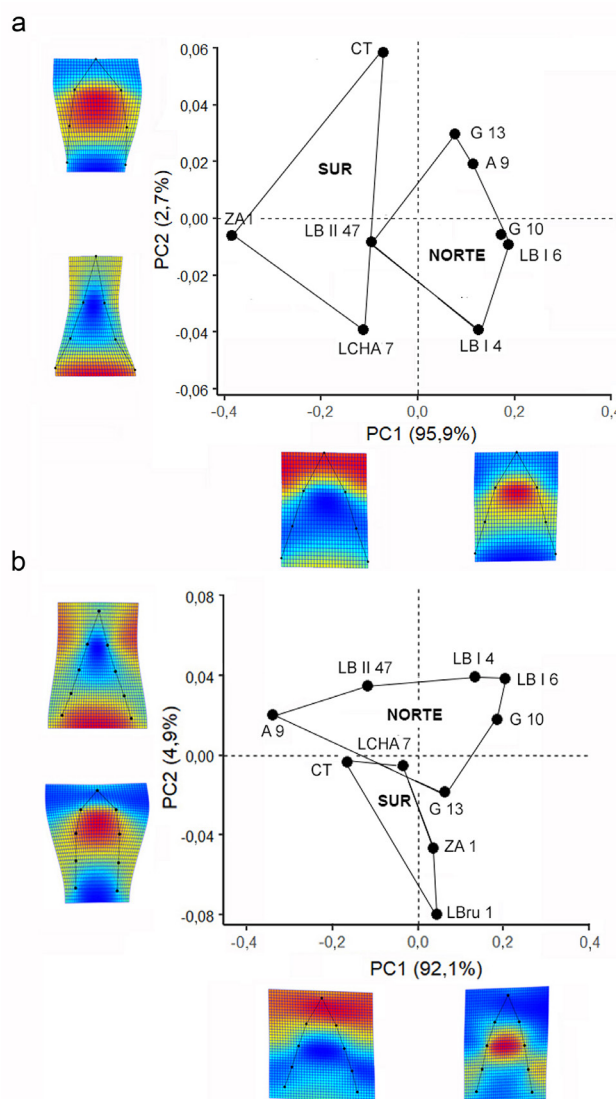 a
0,06
0,04
0,02
0,00
-0,02
-0,04
-0,06
PC2 (2,7%)
CT
G 13
A 9
SUR
ZA 1
LB II 47
G 10
NORTE
LB I 6
LCHA 7
LB I 4
-0,4
-0,2
0,0
0,2
0,4
PC1 (95,9%)
b
0,08
0,04
0,00
-0,04
-0,08
PC2 (4,9%)
LB II 47
LB I 4
LB I 6
A 9
NORTE
G 10
LCHA 7
CT
SUR
G 13
ZA 1
LBru 1
-0,4
-0,2
0,0
0,2
0,4
PC1 (92,1%)